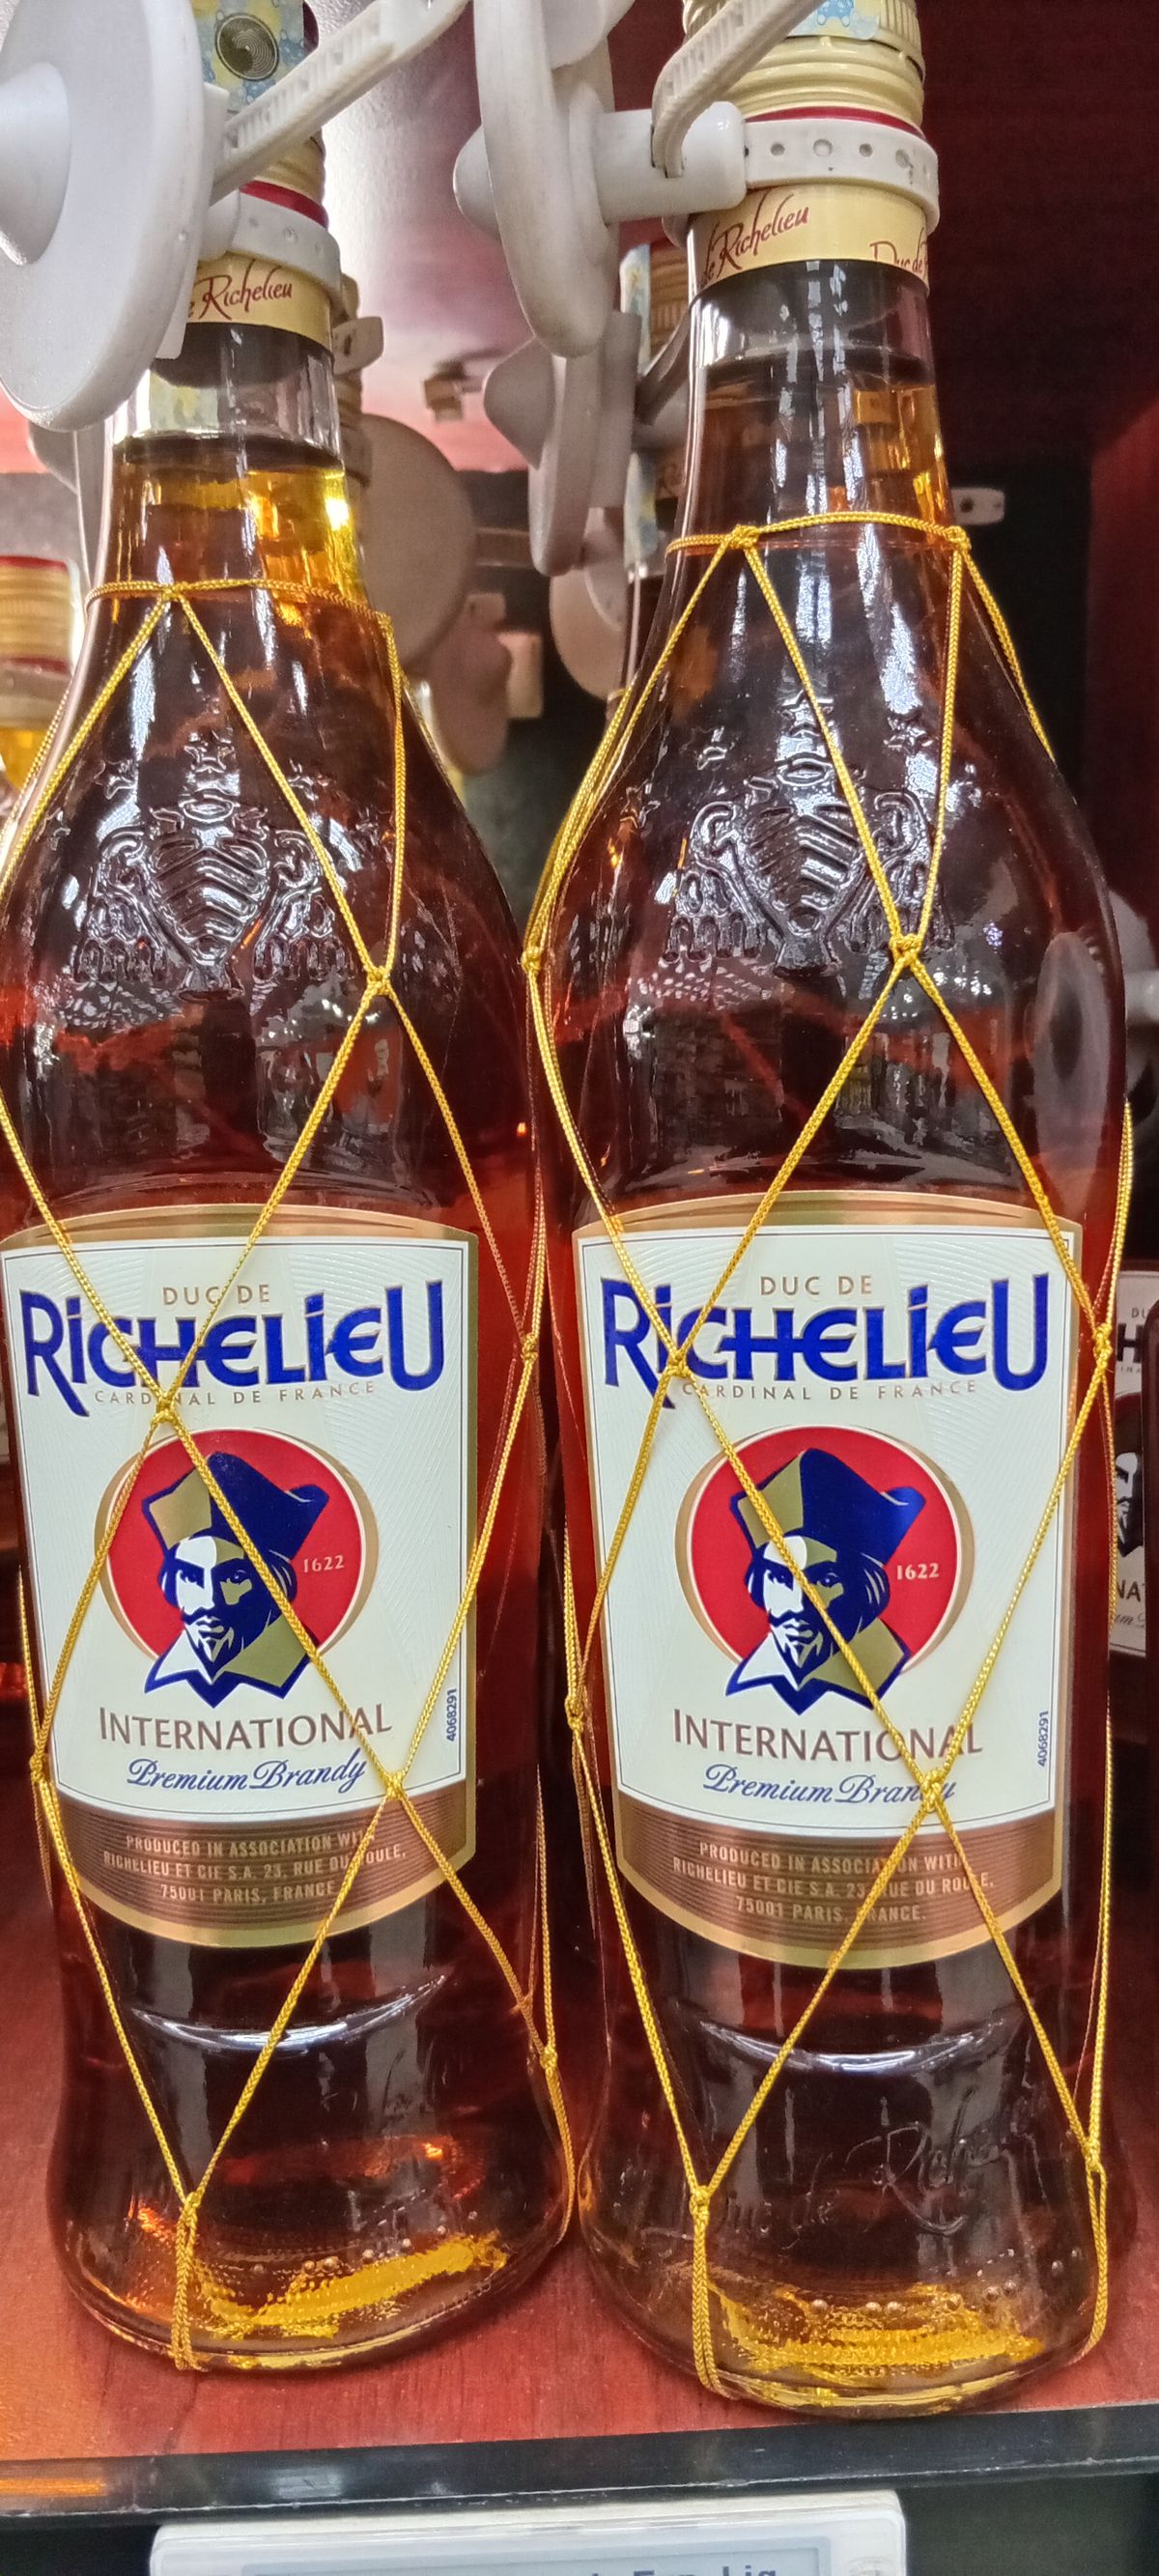 e Richelieu
de Richelieu
Duc de
DUC DE
RICHELIEU
CARDINAL DE FRANCE
1622
INTERNATIONAL
Premium Brandy
4068291
PRODUCED IN ASSOCIATION WITH
RICHELIEU ET CIE S.A. 23, RUE DU ROULE,
75001 PARIS, FRANCE
DUC DE
RICHELIEU
CARDINAL DE FRANCE
1622
INTERNATIONAL
Premium Brandy
4068291
PRODUCED IN ASSOCIATION WITH
RICHELIEU ET CIE S.A. 23, RUE DU ROULE,
75001 PARIS, FRANCE.
Duc de Richelieu